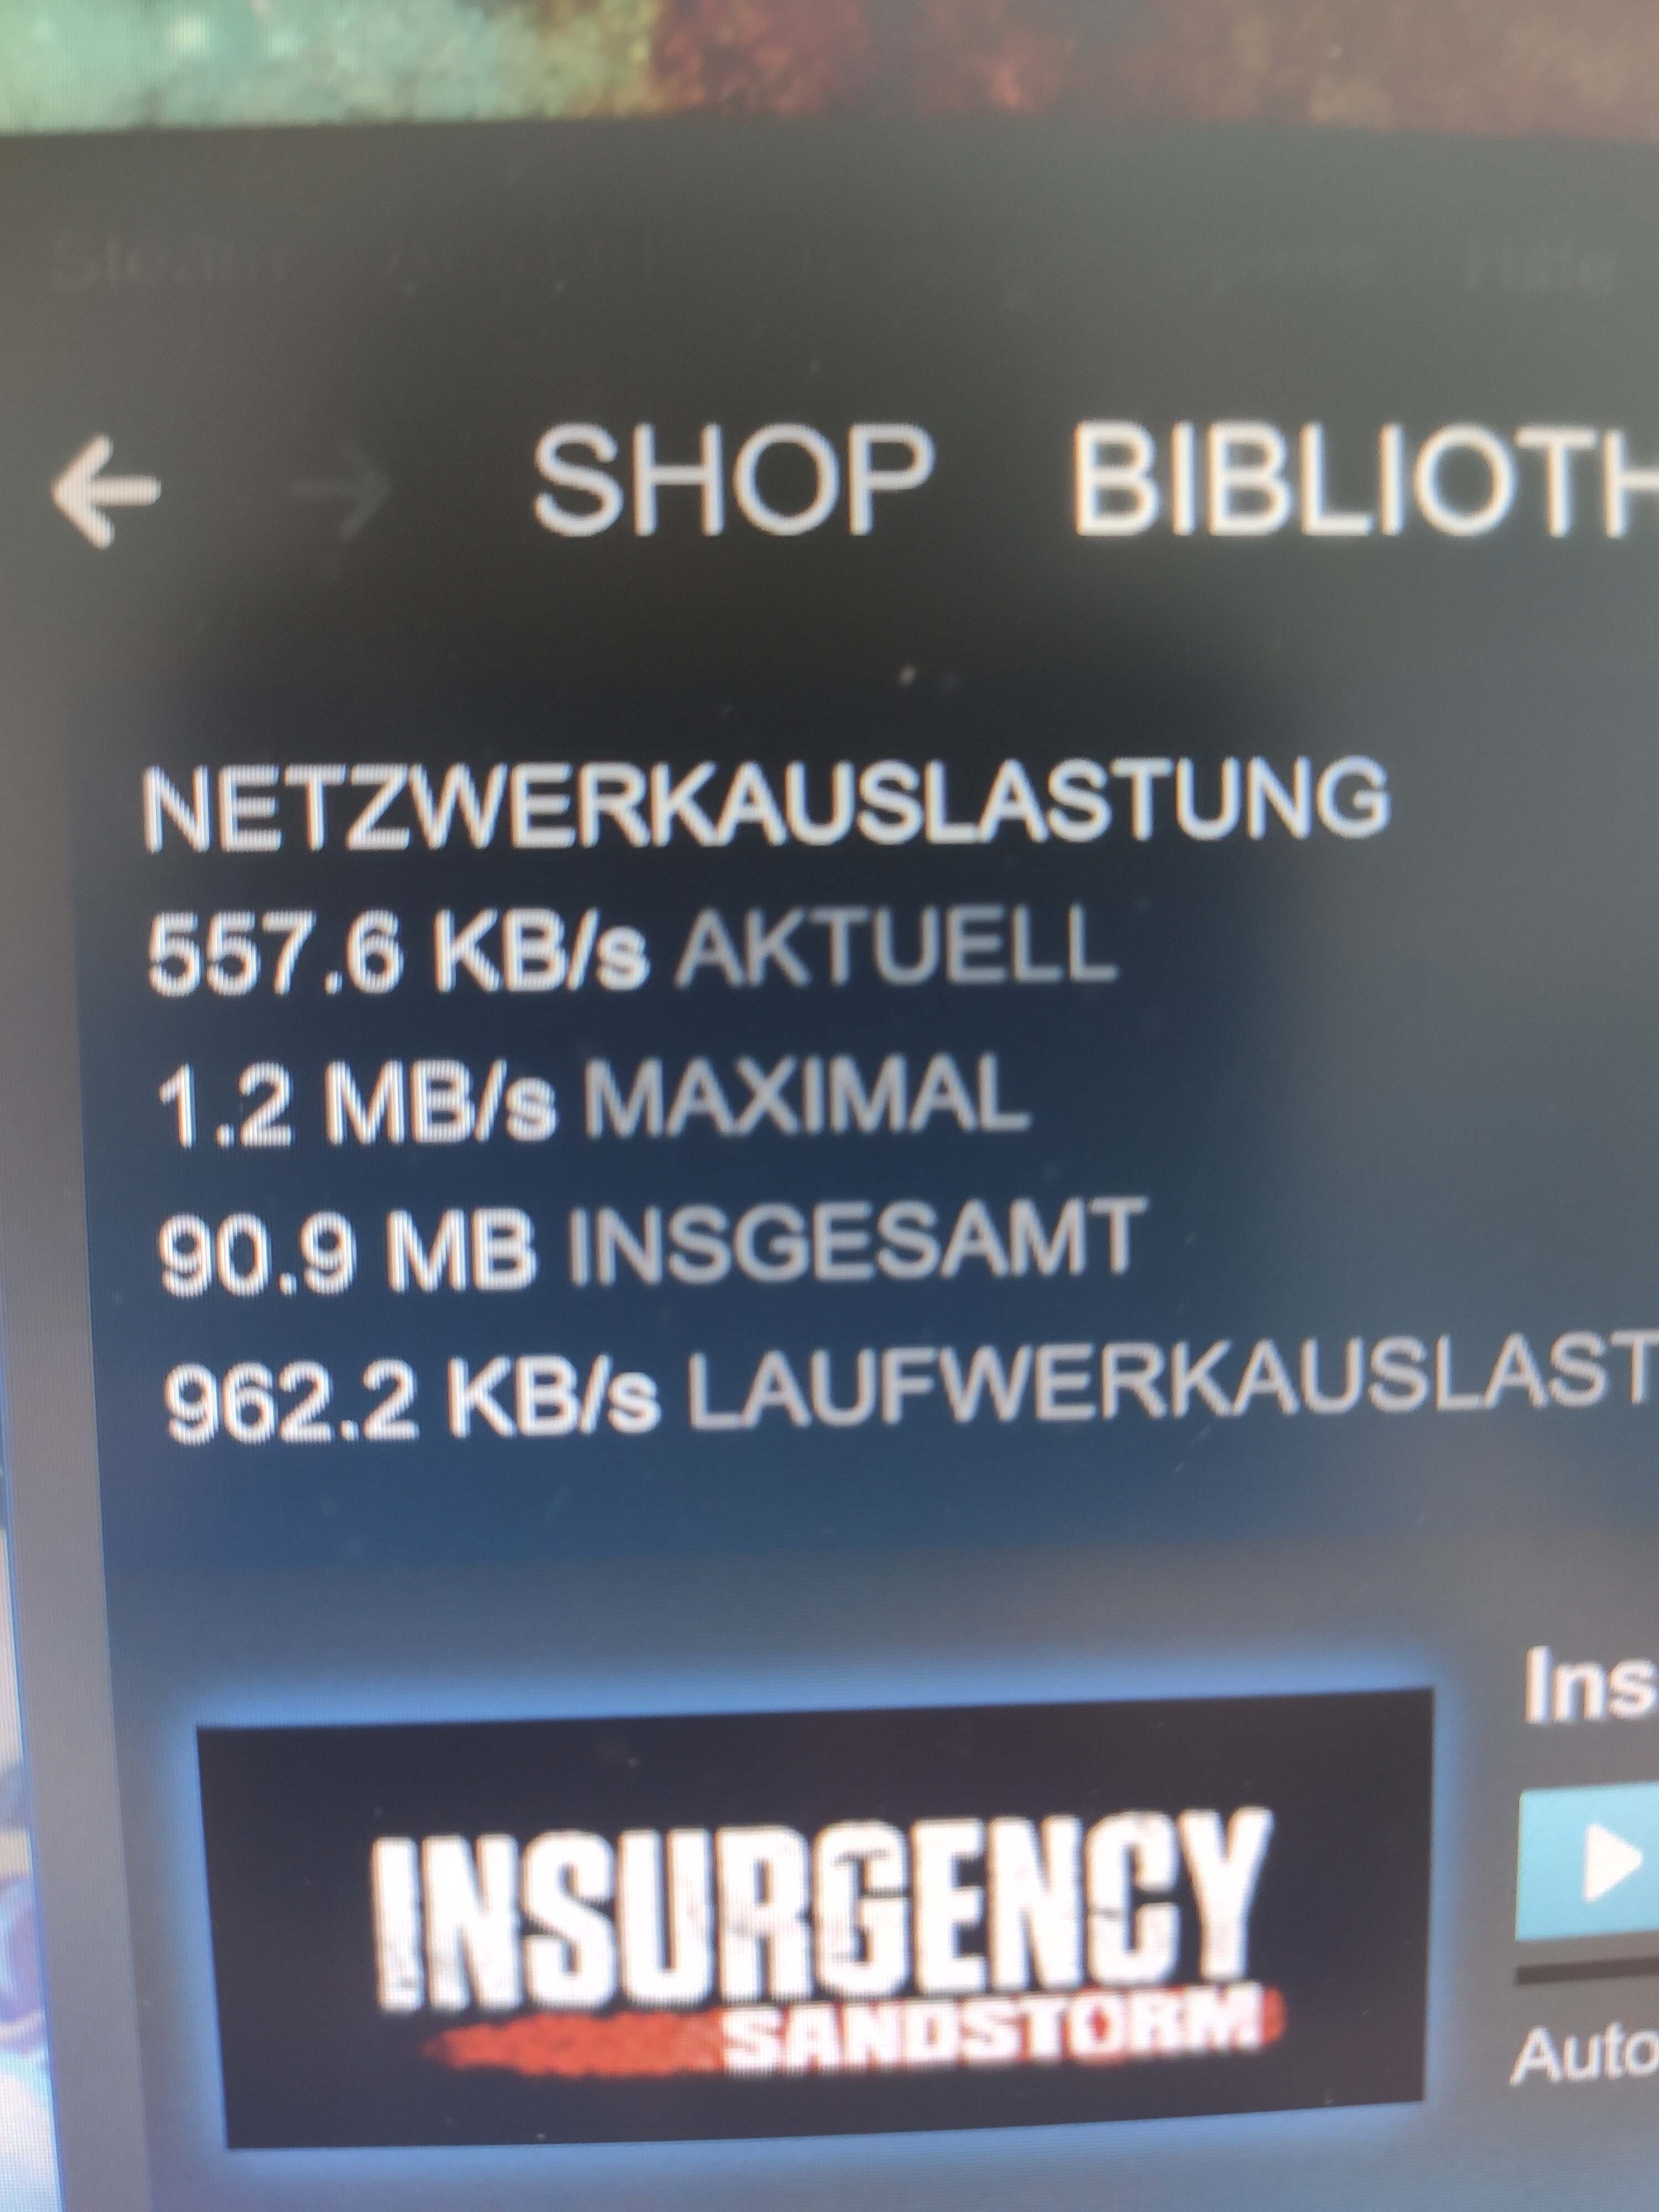 Steam
SHOP BIBLIOTH
NETZWERKAUSLASTUNG
557.6 KB/s AKTUELL
1.2 MB/s MAXIMAL
90.9 MB INSGESAMT
962.2 KB/s LAUFWERKAUSLAST
Ins
INSURGENCY
SANDSTORM
Auto